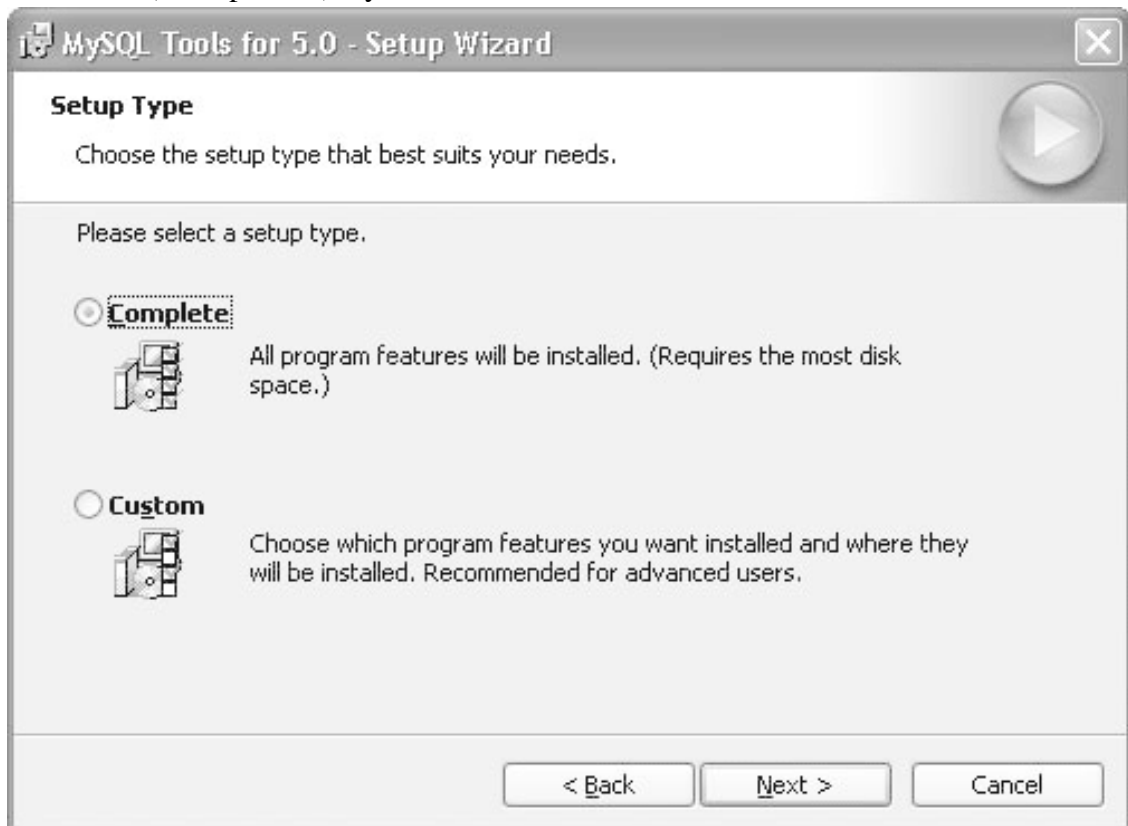 MySQL Tools for 5.0 - Setup Wizard
Setup Type
Choose the setup type that best suits your needs.
Please select a setup type.
Complete
All program features will be installed. (Requires the most disk
space.)
Custom
Choose which program features you want installed and where they
will be installed. Recommended for advanced users.
< Back Next > Cancel